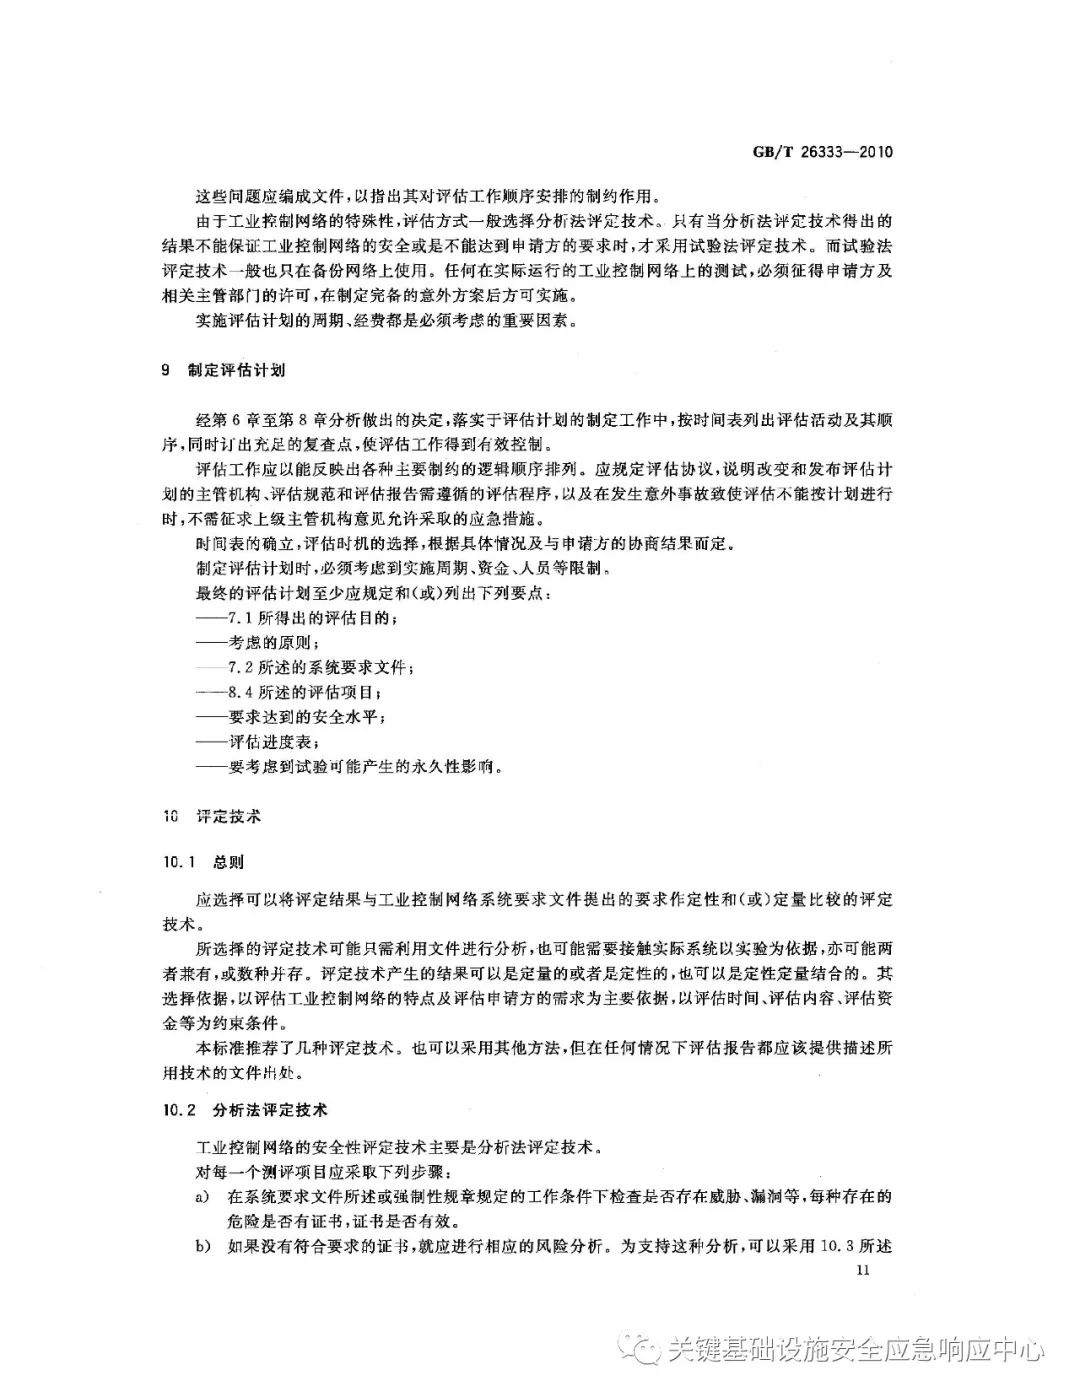 GB/T 26333—2010
这些问题应编成文件,以指出其对评估工作顺序安排的制约作用。
由于工业控制网络的特殊性,评估方式一般选择分析法评定技术。只有当分析法评定技术得出的
结果不能保证工业控制网络的安全或是不能达到申请方的要求时,才采用试验法评定技术。而试验法
评定技术一般也只在备份网络上使用。任何在实际运行的工业控制网络上的测试,必须征得申请方及
相关主管部门的许可,在制定完备的意外方案后方可实施。
实施评估计划的周期、经费都是必须考虑的重要因素。
9 制定评估计划
经第 6 章至第 8 章分析做出的决定,落实于评估计划的制定工作中,按时间表列出评估活动及其顺
序,同时订出充足的复查点,使评估工作得到有效控制。
评估工作应以能反映出各种主要制约的逻辑顺序排列。应规定评估协议,说明改变和发布评估计
划的主管机构、评估规范和评估报告需遵循的评估程序,以及在发生意外事故致使评估不能按计划进行
时,不需征求上级主管机构意见允许采取的应急措施。
时间表的确立,评估时机的选择,根据具体情况及与申请方的协商结果而定。
制定评估计划时,必须考虑到实施周期、资金、人员等限制。
最终的评估计划至少应规定和(或)列出下列要点:
——7.1 所得出的评估目的;
——考虑的原则;
——7.2 所述的系统要求文件;
——8.4 所述的评估项目;
——要求达到的安全水平;
——评估进度表;
——要考虑到试验可能产生的永久性影响。
10 评定技术
10.1 总则
应选择可以将评定结果与工业控制网络系统要求文件提出的要求作定性和(或)定量比较的评定
技术。
所选择的评定技术可能只需利用文件进行分析,也可能需要接触实际系统以实验为依据,亦可能两
者兼有,或数种并存。评定技术产生的结果可以是定量的或者是定性的,也可以是定性定量结合的。其
选择依据,以评估工业控制网络的特点及评估申请方的需求为主要依据,以评估时间、评估内容、评估资
金等为约束条件。
本标准推荐了几种评定技术。也可以采用其他方法,但在任何情况下评估报告都应该提供描述所
用技术的文件出处。
10.2 分析法评定技术
工业控制网络的安全性评定技术主要是分析法评定技术。
对每一个测评项目应采取下列步骤:
a) 在系统要求文件所述或强制性规章规定的工作条件下检查是否存在威胁、漏洞等,每种存在的
危险是否有证书,证书是否有效。
b) 如果没有符合要求的证书,就应进行相应的风险分析。为支持这种分析,可以采用 10.3 所述
11
关键基础设施安全应急响应中心